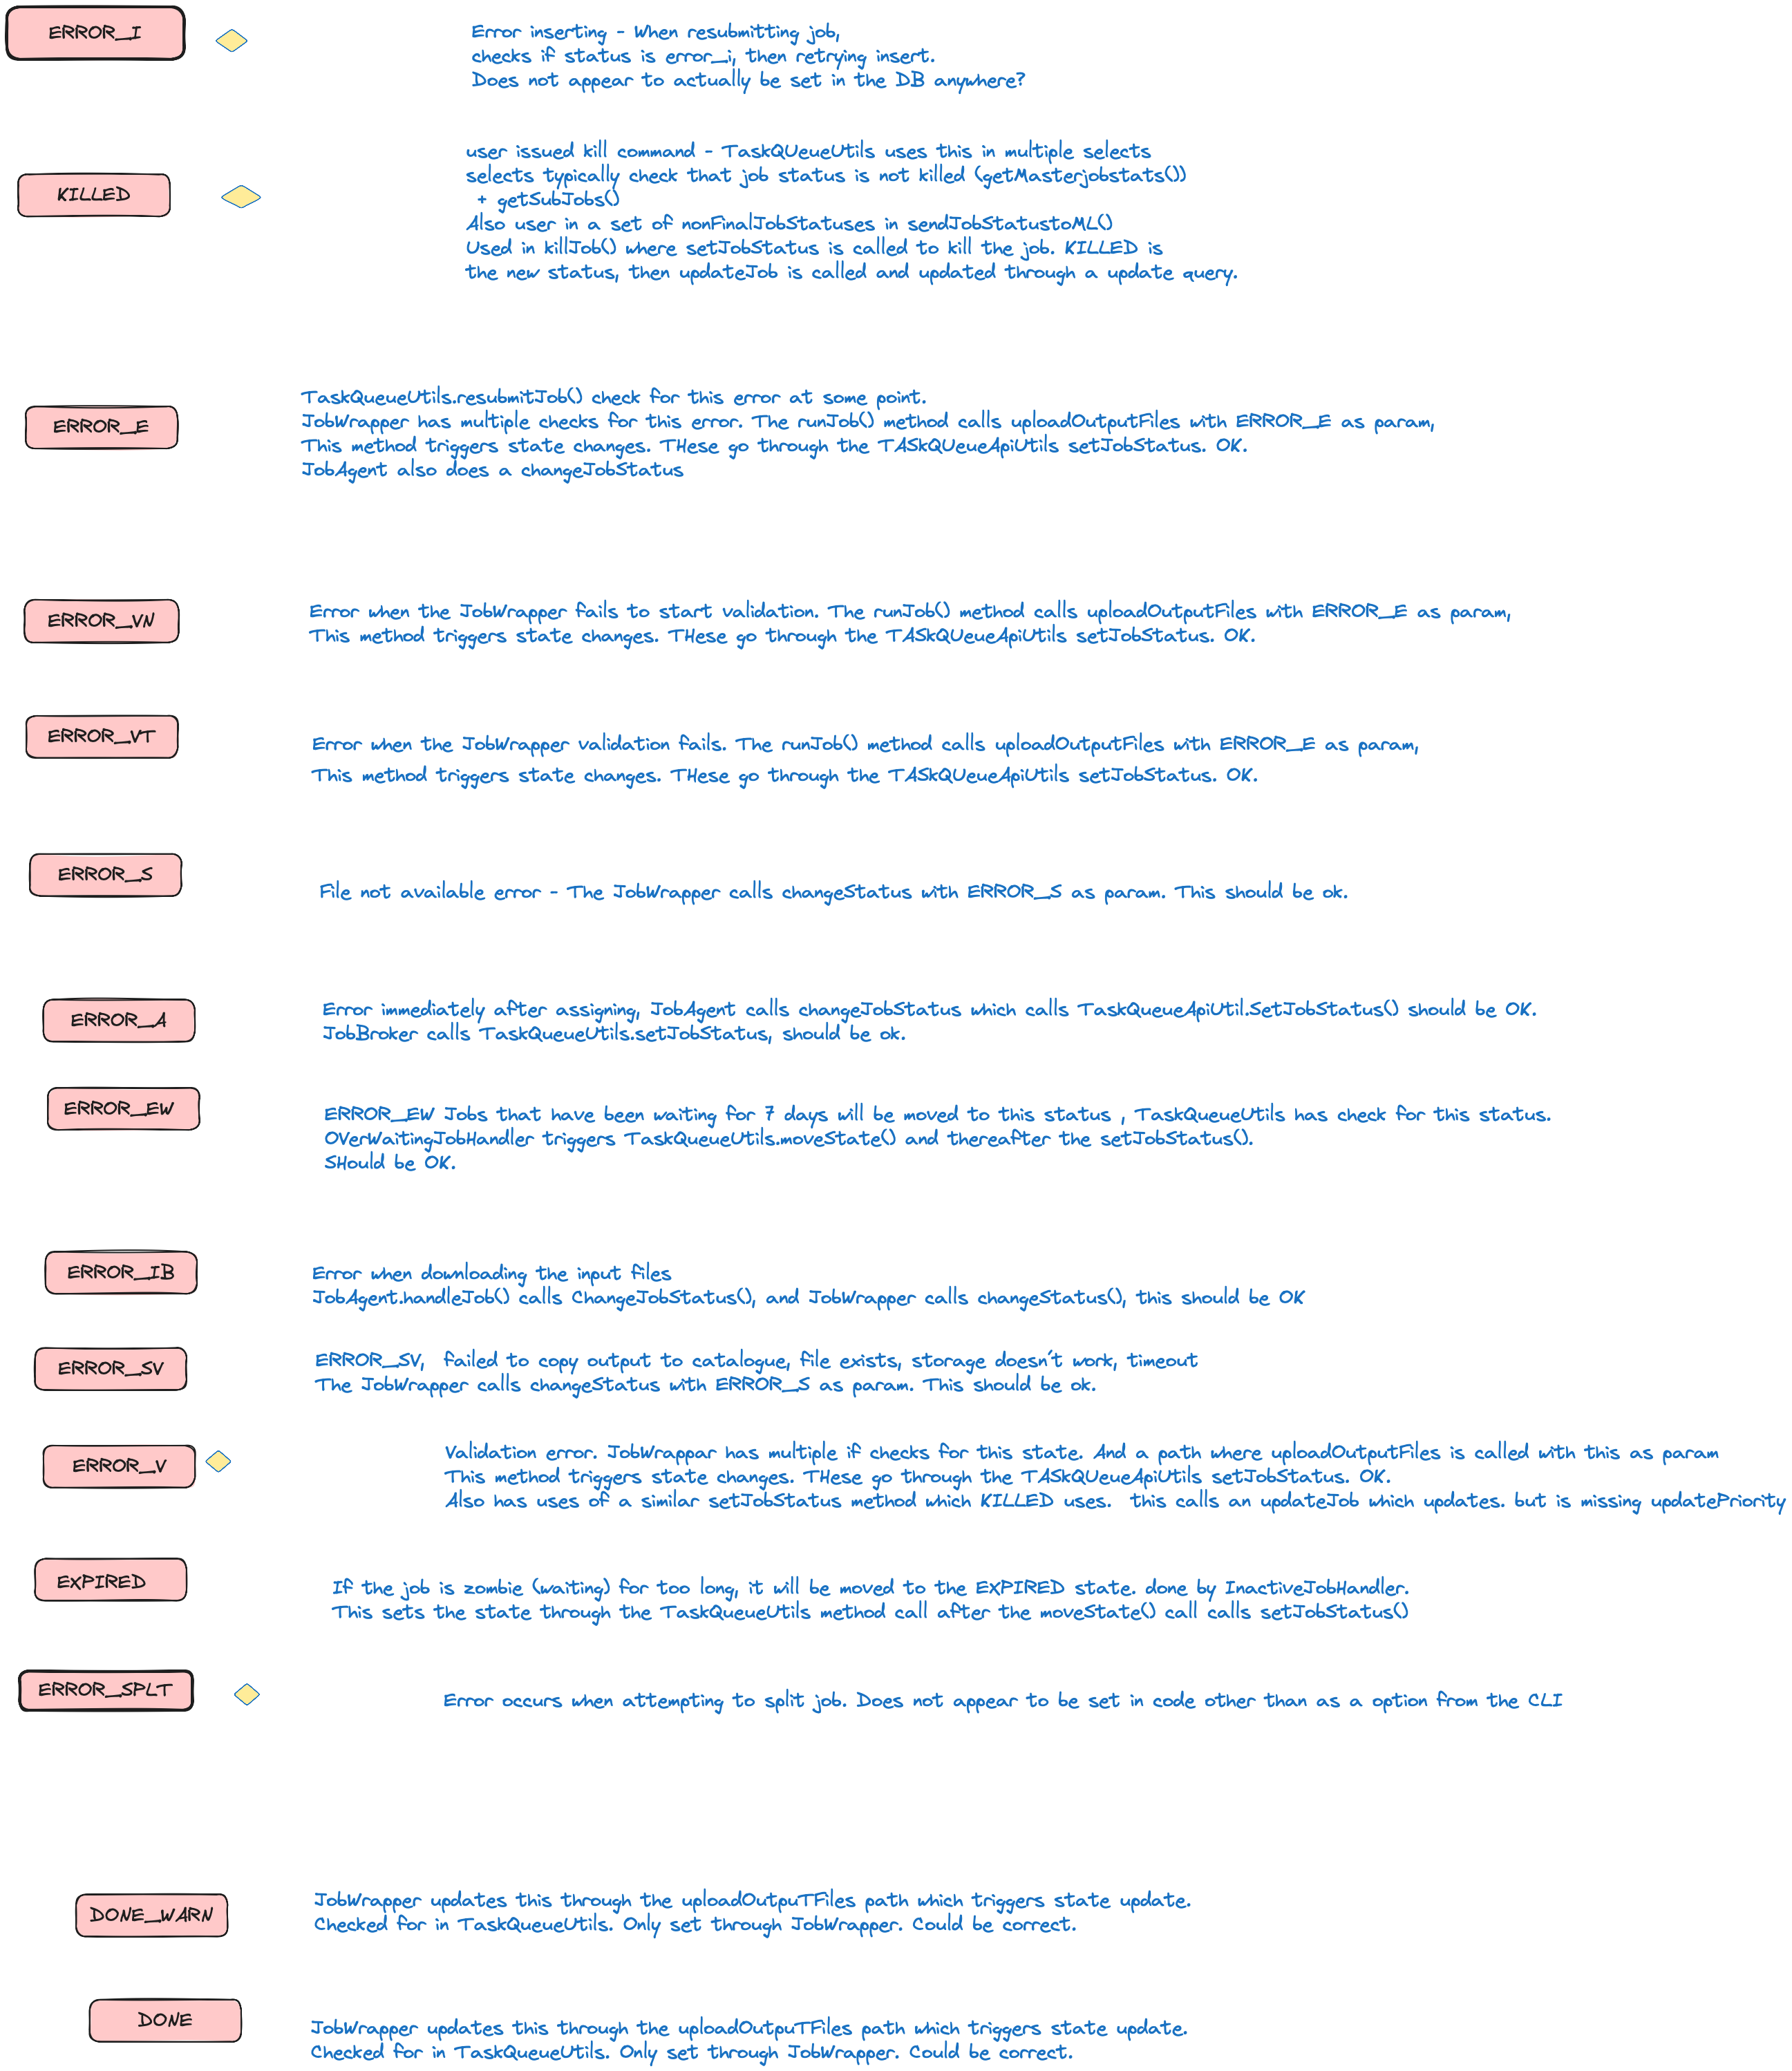 ERROR_I
Error inserting - When resubmitting job,
checks if status is error_i, then retrying insert.
Does not appear to actually be set in the DB anywhere?
KILLED
user issued kill command - TaskQUeueUtils uses this in multiple selects
selects typically check that job status is not killed (getMasterjobstats())
+ getSubJobs()
Also user in a set of nonFinalJobStatuses in sendJobStatustoML()
Used in killJob() where setJobStatus is called to kill the job. KILLED is
the new status, then updateJob is called and updated through a update query.
ERROR_E
TaskQueueUtils.resubmitJob() check for this error at some point.
JobWrapper has multiple checks for this error. The runJob() method calls uploadOutputFiles with ERROR_E as param,
This method triggers state changes. THese go through the TASkQUeueApiUtils setJobStatus. OK.
JobAgent also does a changeJobStatus
ERROR_VN
Error when the JobWrapper fails to start validation. The runJob() method calls uploadOutputFiles with ERROR_E as param,
This method triggers state changes. THese go through the TASkQUeueApiUtils setJobStatus. OK.
ERROR_VT
Error when the JobWrapper validation fails. The runJob() method calls uploadOutputFiles with ERROR_E as param,
This method triggers state changes. THese go through the TASkQUeueApiUtils setJobStatus. OK.
ERROR_S
File not available error - The JobWrapper calls changeStatus with ERROR_S as param. This should be ok.
ERROR_A
Error immediately after assigning, JobAgent calls changeJobStatus which calls TaskQueueApiUtil.SetJobStatus() should be OK.
JobBroker calls TaskQueueUtils.setJobStatus, should be ok.
ERROR_EW
ERROR_EW Jobs that have been waiting for 7 days will be moved to this status , TaskQueueUtils has check for this status.
OVerWaitingJobHandler triggers TaskQueueUtils.moveState() and thereafter the setJobStatus().
SHould be OK.
ERROR_IB
Error when downloading the input files
JobAgent.handleJob() calls ChangeJobStatus(), and JobWrapper calls changeStatus(), this should be OK
ERROR_SV
ERROR_SV, failed to copy output to catalogue, file exists, storage doesn't work, timeout
The JobWrapper calls changeStatus with ERROR_S as param. This should be ok.
ERROR_V
Validation error. JobWrappar has multiple if checks for this state. And a path where uploadOutputFiles is called with this as param
This method triggers state changes. THese go through the TASkQUeueApiUtils setJobStatus. OK.
Also has uses of a similar setJobStatus method which KILLED uses. this calls an updateJob which updates. but is missing updatePriority
EXPIRED
If the job is zombie (waiting) for too long, it will be moved to the EXPIRED state. done by InactiveJobHandler.
This sets the state through the TaskQueueUtils method call after the moveState() call calls setJobStatus()
ERROR_SPLT
Error occurs when attempting to split job. Does not appear to be set in code other than as a option from the CLI
DONE_WARN
JobWrapper updates this through the uploadOutpuTFiles path which triggers state update.
Checked for in TaskQueueUtils. Only set through JobWrapper. Could be correct.
DONE
JobWrapper updates this through the uploadOutpuTFiles path which triggers state update.
Checked for in TaskQueueUtils. Only set through JobWrapper. Could be correct.